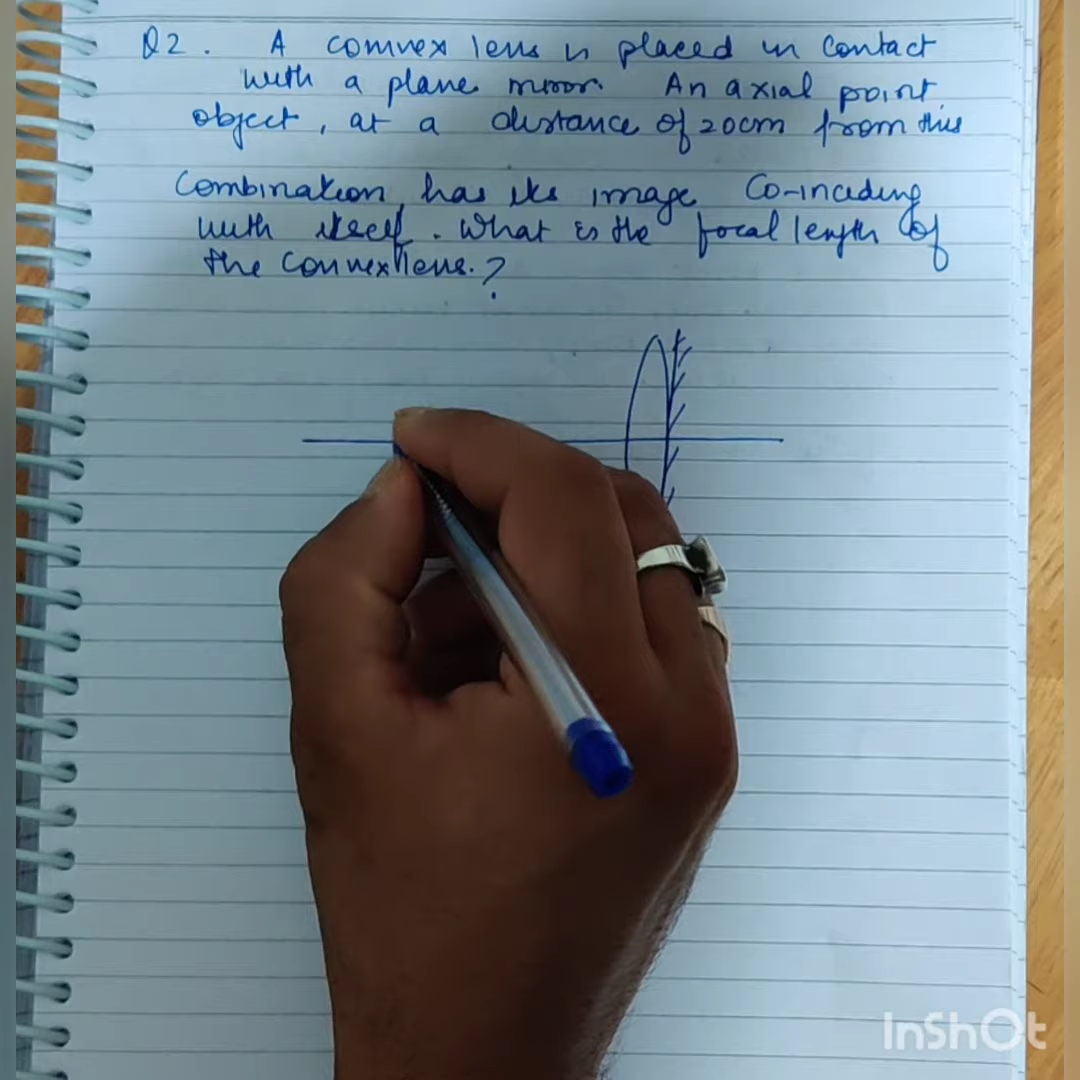 Q2. A convex lens is placed in contact
with a plane mirror. An axial point
object, at a distance of 20cm from this
Combination, has its image Co-inciding
with itself. What is the focal length of
the convex lens.?
InShOt